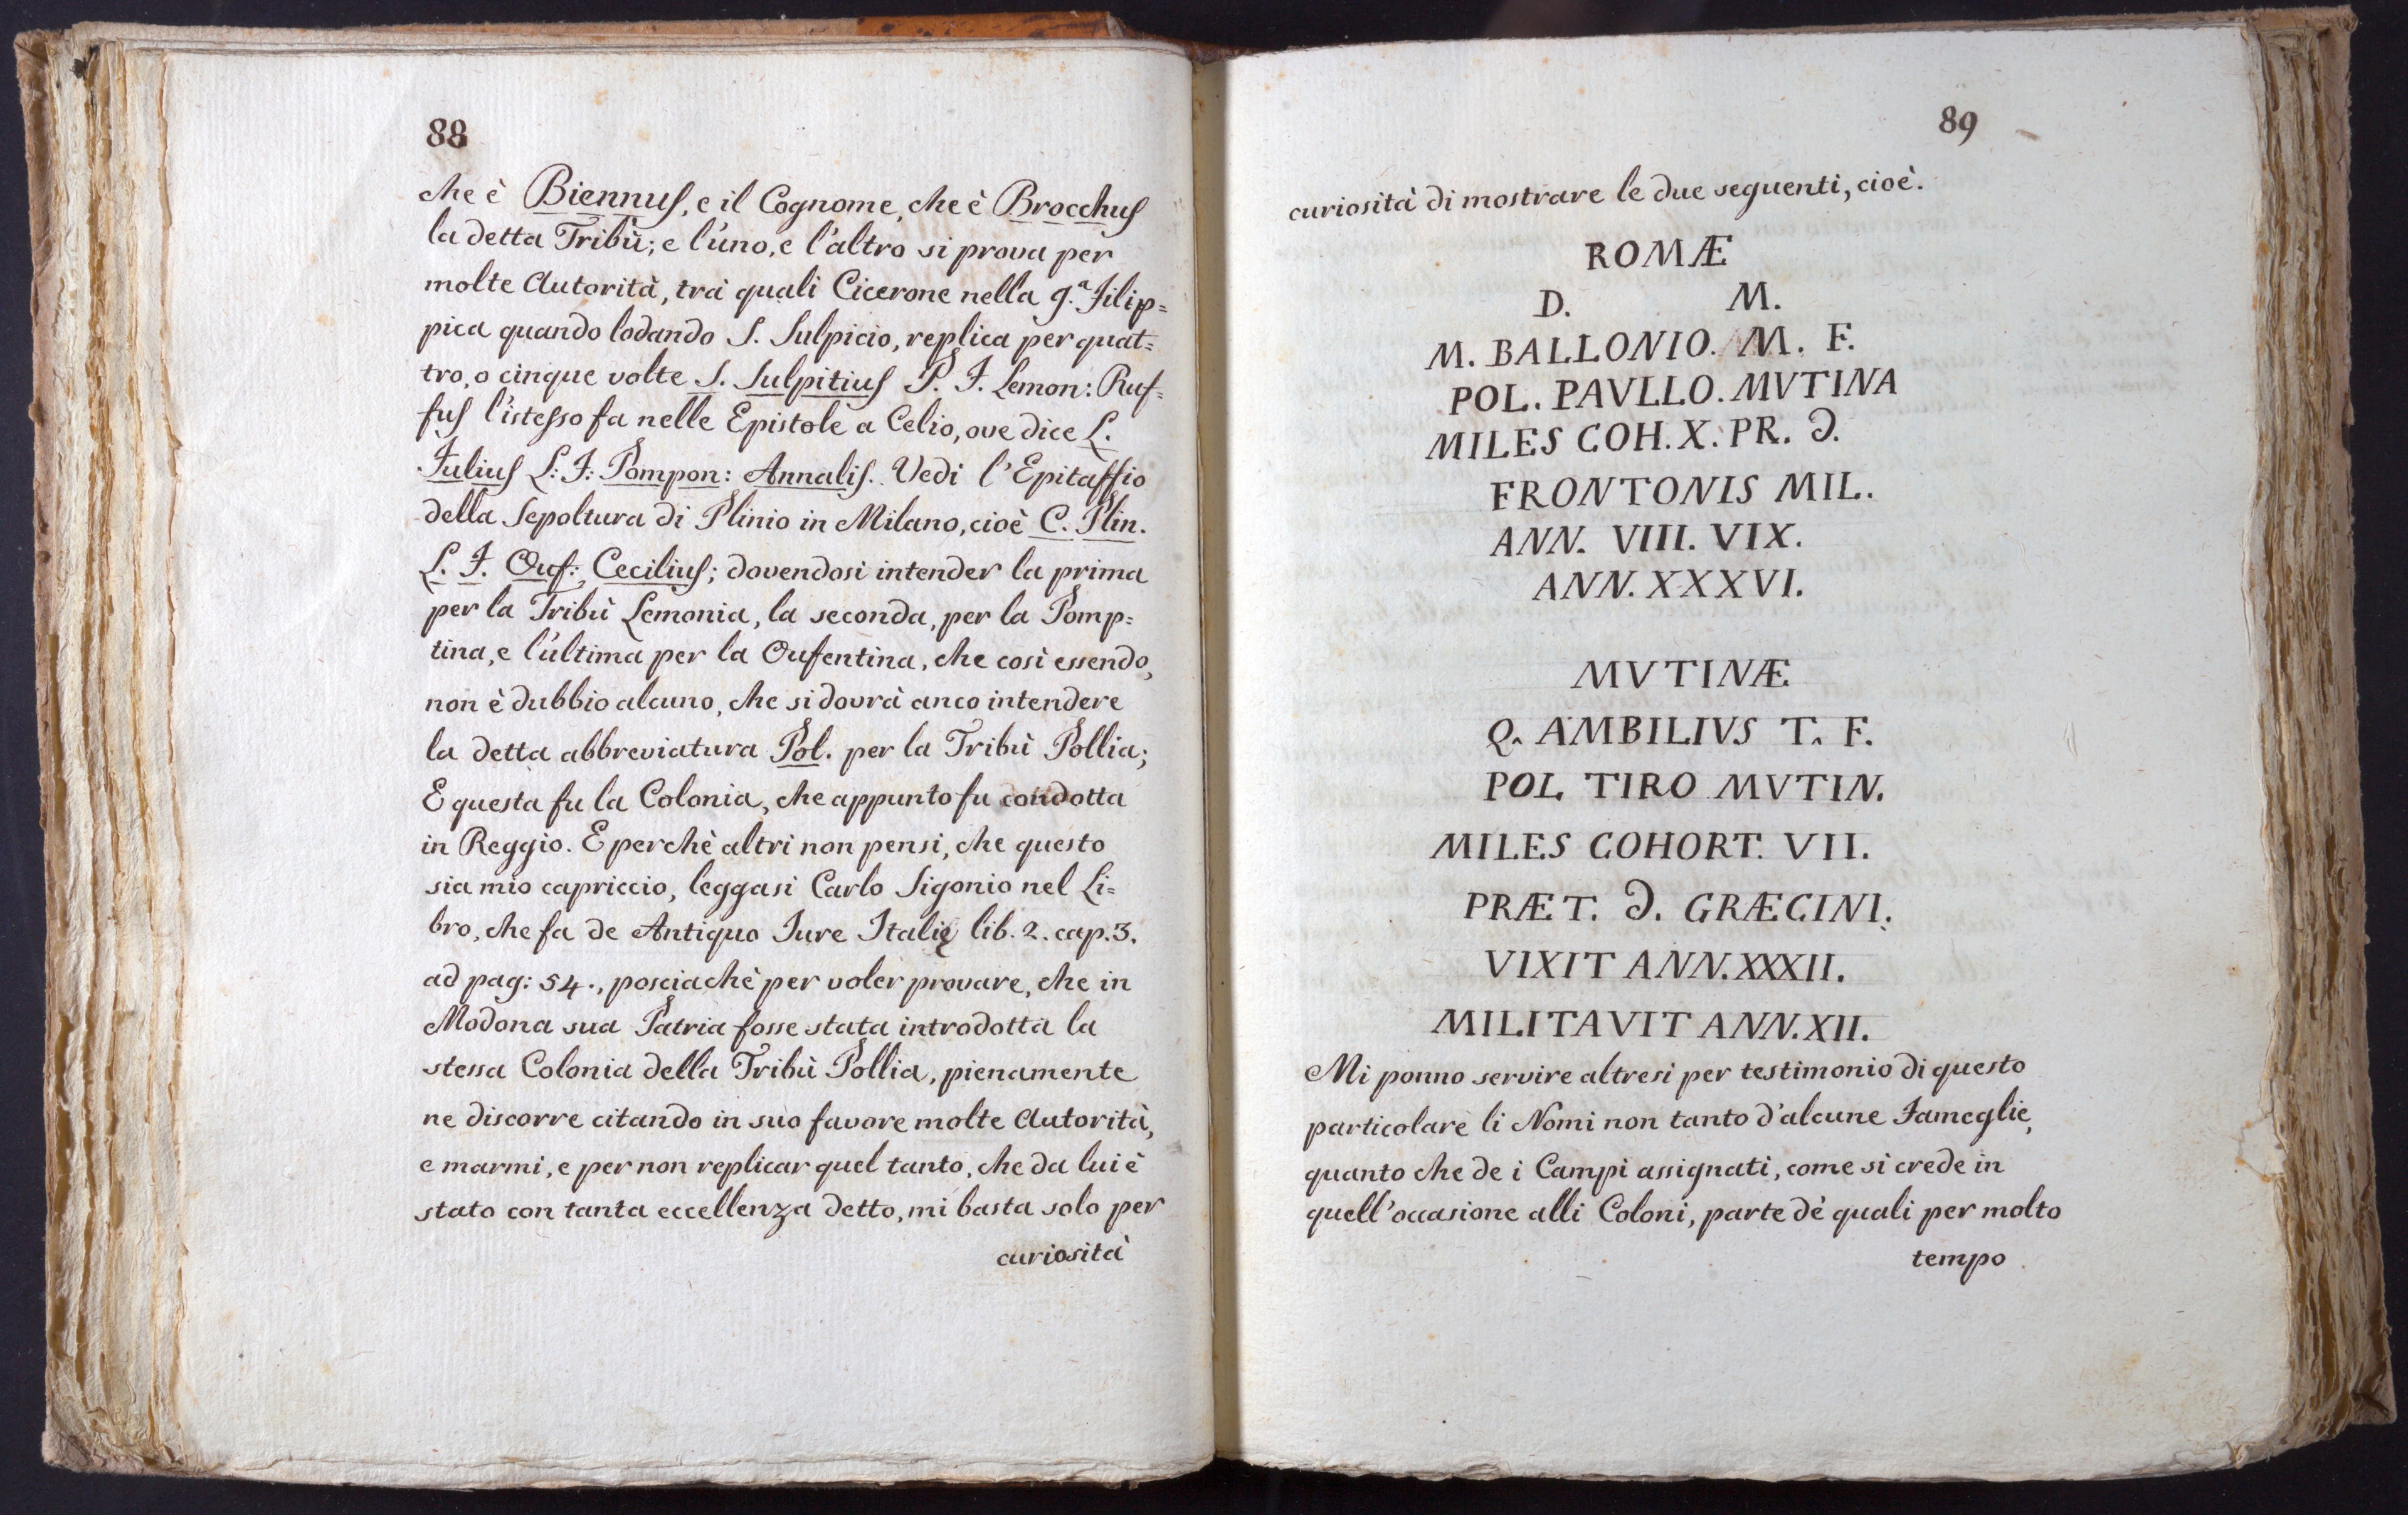 88
che è Biennus, e il Cognome, che è Brocchus
la detta Tribù; e l'uno, e l'altro si prova per
molte Autorità, trà quali Cicerone nella 9.ª Filip=
pica quando lodando S. Sulpicio, replica per quat=
tro, o cinque volte S. Sulpitius P. F. Lemon: Ruf=
fus l'istesso fa nelle Epistole a Celio, ove dice L.
Julius L: F: Pompon: Annalis. Vedi l'Epitaffio
della Sepoltura di Plinio in Milano, cioè C. Plin.
L. F. Ouf: Cecilius; dovendosi intender la prima
per la Tribù Lemonia, la seconda, per la Pomp=
tina, e l'ultima per la Oufentina, che così essendo,
non è dubbio alcuno, che si dovrà anco intendere
la detta abbreviatura Pol. per la Tribù Pollia;
E questa fu la Colonia, che appunto fu condotta
in Reggio. E perchè altri non pensi, che questo
sia mio capriccio, leggasi Carlo Sigonio nel Li=
bro, che fa de Antiquo Jure Italię lib. 2. cap. 3.
ad pag: 54., posciachè per voler provare, che in
Modona sua Patria fosse stata introdotta la
stessa Colonia della Tribù Pollia, pienamente
ne discorre citando in suo favore molte Autorità,
e marmi, e per non replicar quel tanto, che da lui è
stato con tanta eccellenza detto, mi basta solo per
curiosità
89
curiosità di mostrare le due seguenti, cioè.
ROMÆ
D. M.
M. BALLONIO. M. F.
POL. PAVLLO. MVTINA
MILES COH. X. PR. Ↄ.
FRONTONIS MIL.
ANN. VIII. VIX.
ANN. XXXVI.
MVTINÆ
Q. AMBILIVS T. F.
POL. TIRO MVTIN.
MILES COHORT. VII.
PRÆT. Ↄ. GRÆCINI.
VIXIT ANN. XXXII.
MILITAVIT ANN. XII.
Mi ponno servire altresì per testimonio di questo
particolare li Nomi non tanto d'alcune Fameglie,
quanto che de i Campi assignati, come si crede in
quell'occasione alli Coloni, parte dè quali per molto
tempo